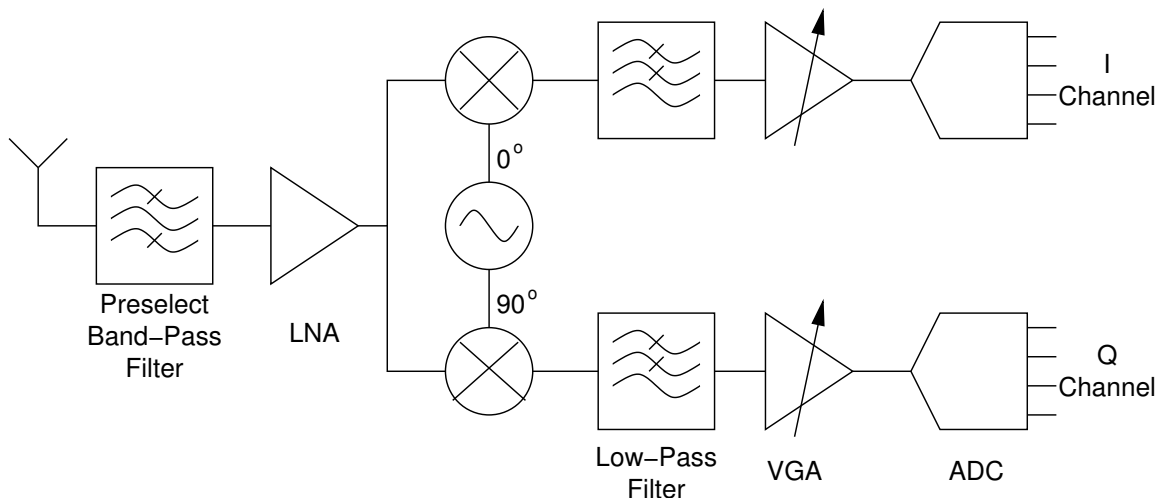 I
Channel
0°
90°
Preselect
Band−Pass
Filter
LNA
Q
Channel
Low−Pass
Filter
VGA
ADC